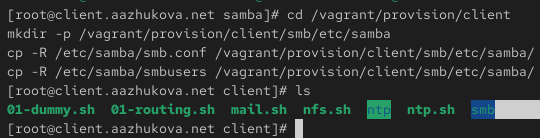 [root@client.aazhukova.net samba]# cd /vagrant/provision/client
mkdir -p /vagrant/provision/client/smb/etc/samba
cp -R /etc/samba/smb.conf /vagrant/provision/client/smb/etc/samba/
cp -R /etc/samba/smbusers /vagrant/provision/client/smb/etc/samba/
[root@client.aazhukova.net client]# ls
01-dummy.sh 01-routing.sh mail.sh nfs.sh ntp ntp.sh smb
[root@client.aazhukova.net client]#